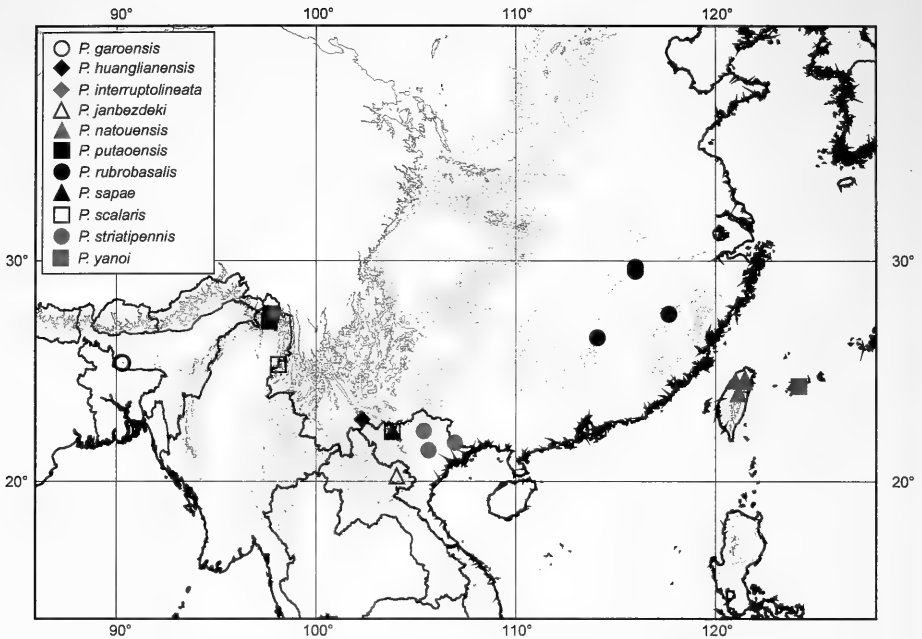 90° 100° 110° 120°
P. garoensis
P. huanglianensis
P. interruptolineata
P. janbezdeki
P. natouensis
P. putaoensis
P. rubrobasalis
P. sapae
P. scalaris
P. striatipennis
P. yanoi
30° 30°
20° 20°
90° 100° 110° 120°